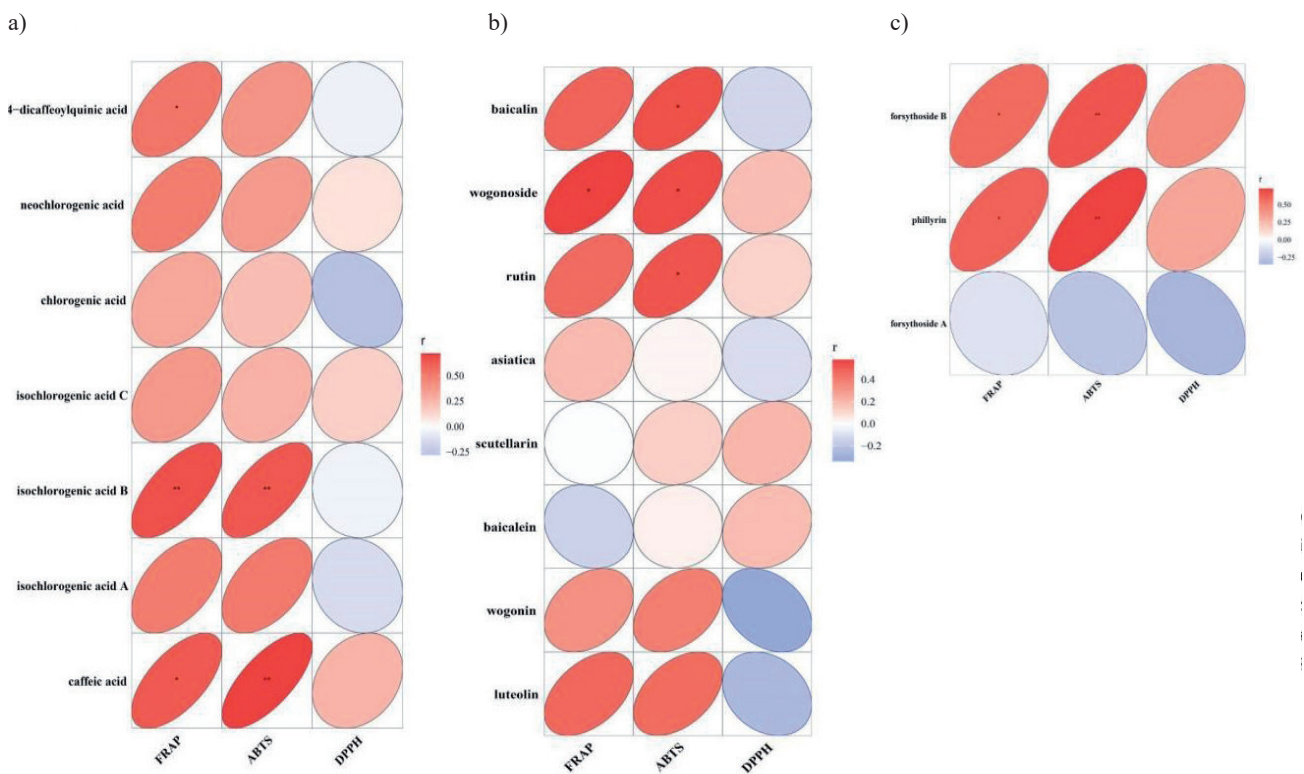 a)
4-dicaffeoylquinic acid
*
neochlorogenic acid
chlorogenic acid
isochlorogenic acid C
isochlorogenic acid B
**
**
isochlorogenic acid A
caffeic acid
*
**
FRAP
ABTS
DPPH
r
0.50
0.25
0.00
−0.25
b)
baicalin
*
wogonoside
*
*
rutin
*
asiatica
scutellarin
baicalein
wogonin
luteolin
FRAP
ABTS
DPPH
r
0.4
0.2
0.0
−0.2
c)
forsythoside B
*
**
phillyrin
*
**
forsythoside A
FRAP
ABTS
DPPH
r
0.50
0.25
0.00
−0.25